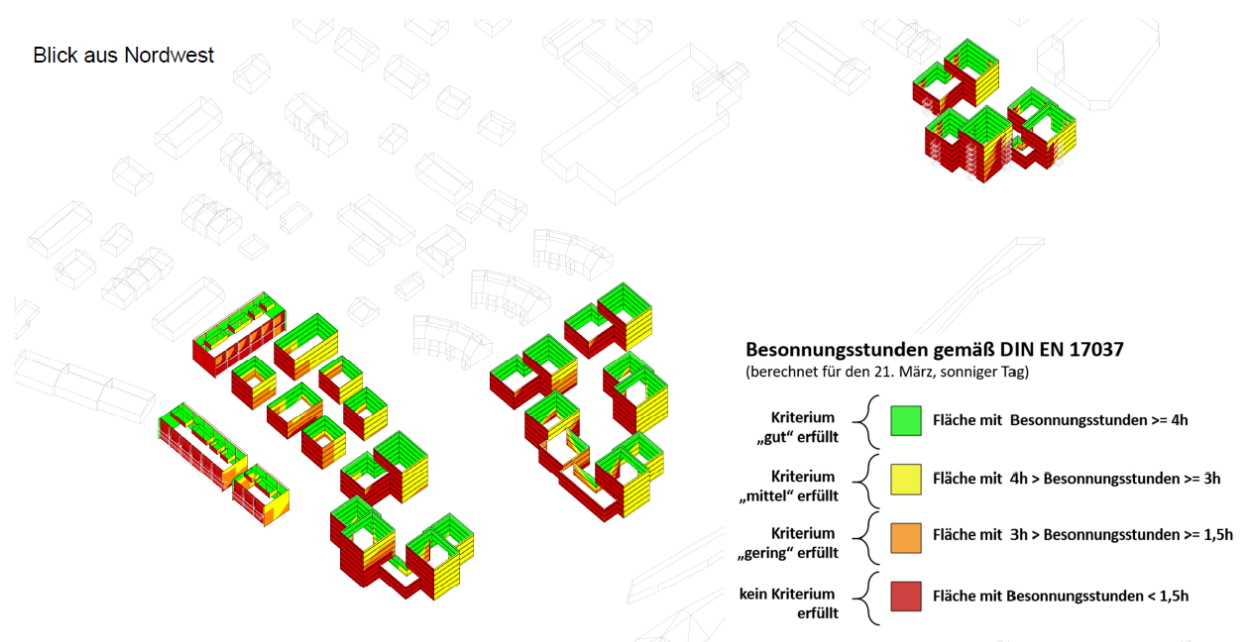 Blick aus Nordwest
Besonnungsstunden gemäß DIN EN 17037
(berechnet für den 21. März, sonniger Tag)
Kriterium
„gut“ erfüllt
Fläche mit Besonnungsstunden >= 4h
Kriterium
„mittel“ erfüllt
Fläche mit 4h > Besonnungsstunden >= 3h
Kriterium
„gering“ erfüllt
Fläche mit 3h > Besonnungsstunden >= 1,5h
kein Kriterium
erfüllt
Fläche mit Besonnungsstunden < 1,5h